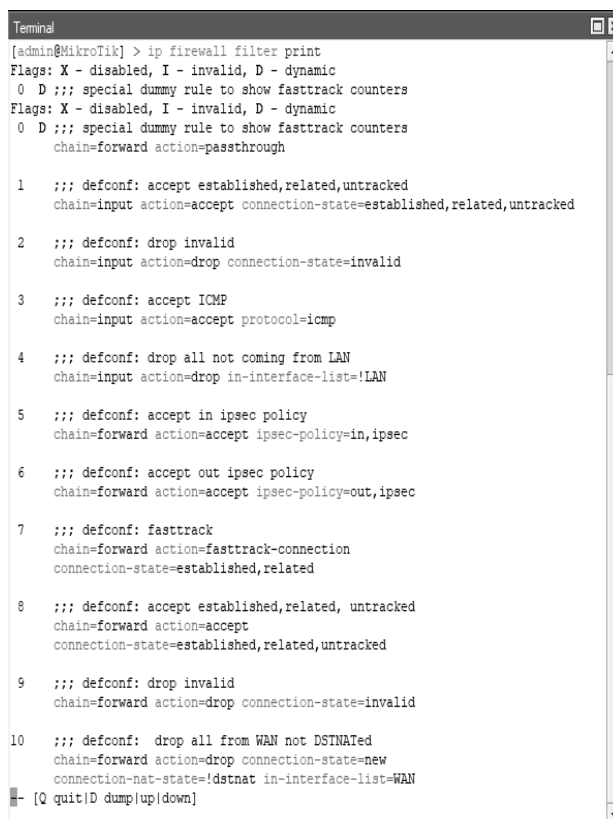 Terminal
[admin@MikroTik] > ip firewall filter print
Flags: X - disabled, I - invalid, D - dynamic
0 D ;;; special dummy rule to show fasttrack counters
Flags: X - disabled, I - invalid, D - dynamic
0 D ;;; special dummy rule to show fasttrack counters
chain=forward action=passthrough
1 ;;; defconf: accept established,related,untracked
chain=input action=accept connection-state=established,related,untracked
2 ;;; defconf: drop invalid
chain=input action=drop connection-state=invalid
3 ;;; defconf: accept ICMP
chain=input action=accept protocol=icmp
4 ;;; defconf: drop all not coming from LAN
chain=input action=drop in-interface-list=!LAN
5 ;;; defconf: accept in ipsec policy
chain=forward action=accept ipsec-policy=in,ipsec
6 ;;; defconf: accept out ipsec policy
chain=forward action=accept ipsec-policy=out,ipsec
7 ;;; defconf: fasttrack
chain=forward action=fasttrack-connection
connection-state=established,related
8 ;;; defconf: accept established,related, untracked
chain=forward action=accept
connection-state=established,related,untracked
9 ;;; defconf: drop invalid
chain=forward action=drop connection-state=invalid
10 ;;; defconf:  drop all from WAN not DSTNATed
chain=forward action=drop connection-state=new
connection-nat-state=!dstnat in-interface-list=WAN
-- [Q quit|D dump|up|down]